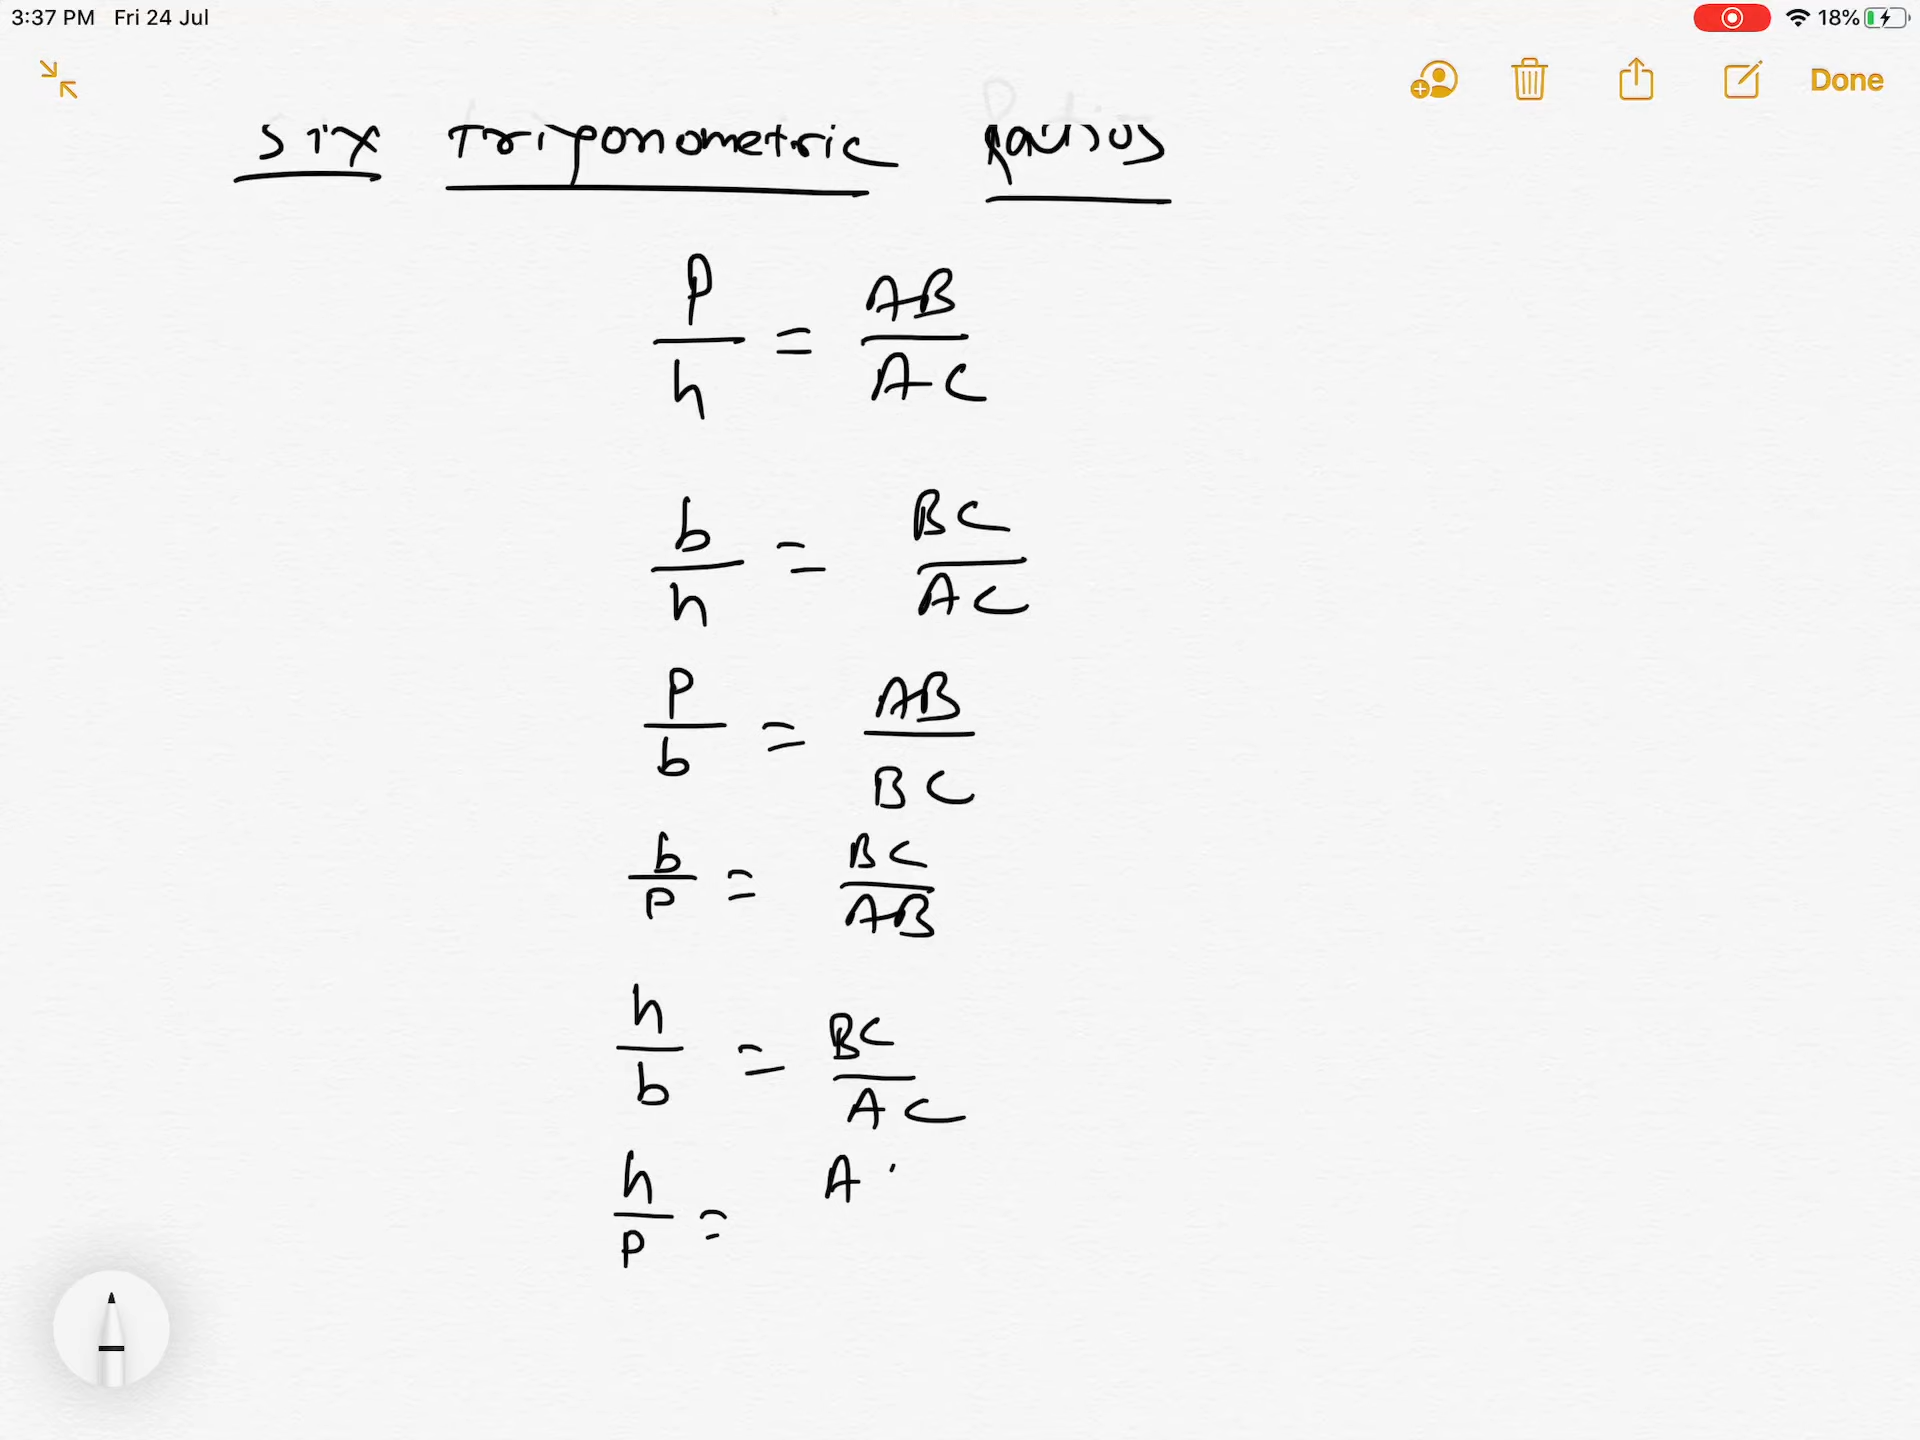 3:37 PM Fri 24 Jul 18%
Done
Six Trigonometric Ratios
P/h = AB/AC
b/h = BC/AC
P/b = AB/BC
b/P = BC/AB
h/b = BC/AC
h/P = A